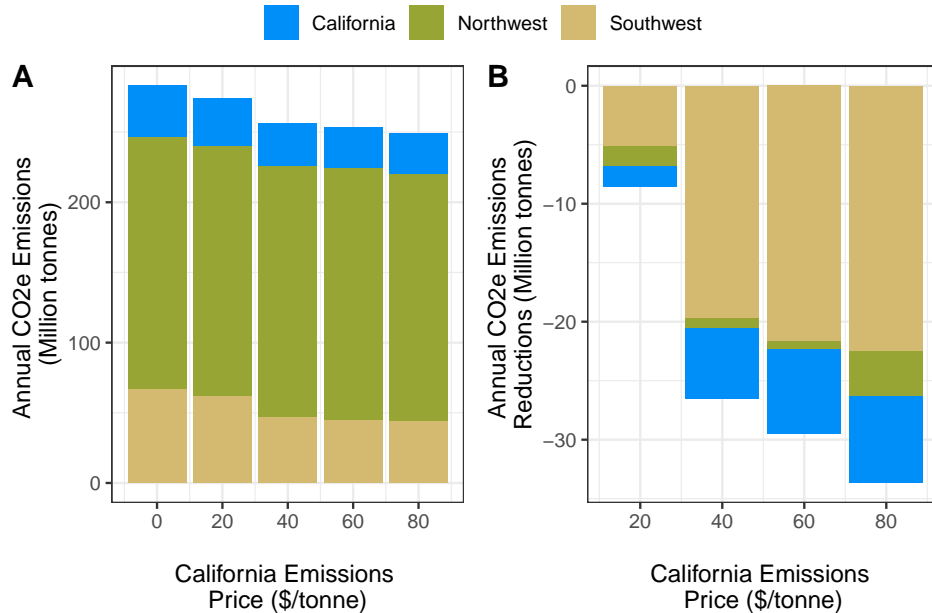 California Northwest Southwest
A
Annual CO2e Emissions
(Million tonnes)
200
100
0
0 20 40 60 80
California Emissions
Price ($/tonne)
B
Annual CO2e Emissions
Reductions (Million tonnes)
0
−10
−20
−30
20 40 60 80
California Emissions
Price ($/tonne)